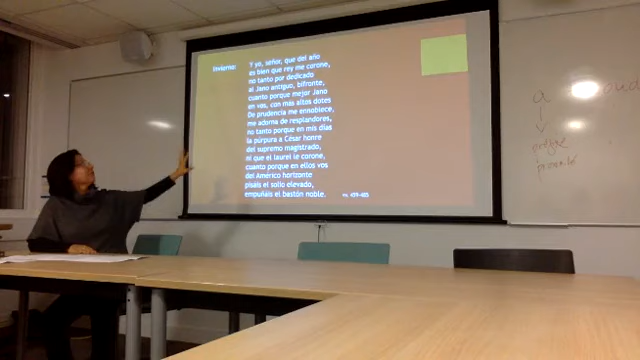 Invierno: Y yo, señor, que del año
es bien que rey me corone,
no tanto por dedicado
al Jano antiguo, bifronte,
cuanto porque mejor Jano
en vos, con más altos dotes
De prudencia me ennoblece,
me adorna de resplandores,
no tanto porque en mis días
la púrpura a César honre
del supremo magistrado,
ni que el laurel le corone,
cuanto porque en ellos vos
del Américo horizonte
pisáis el solio elevado,
empuñáis el bastón noble.
a